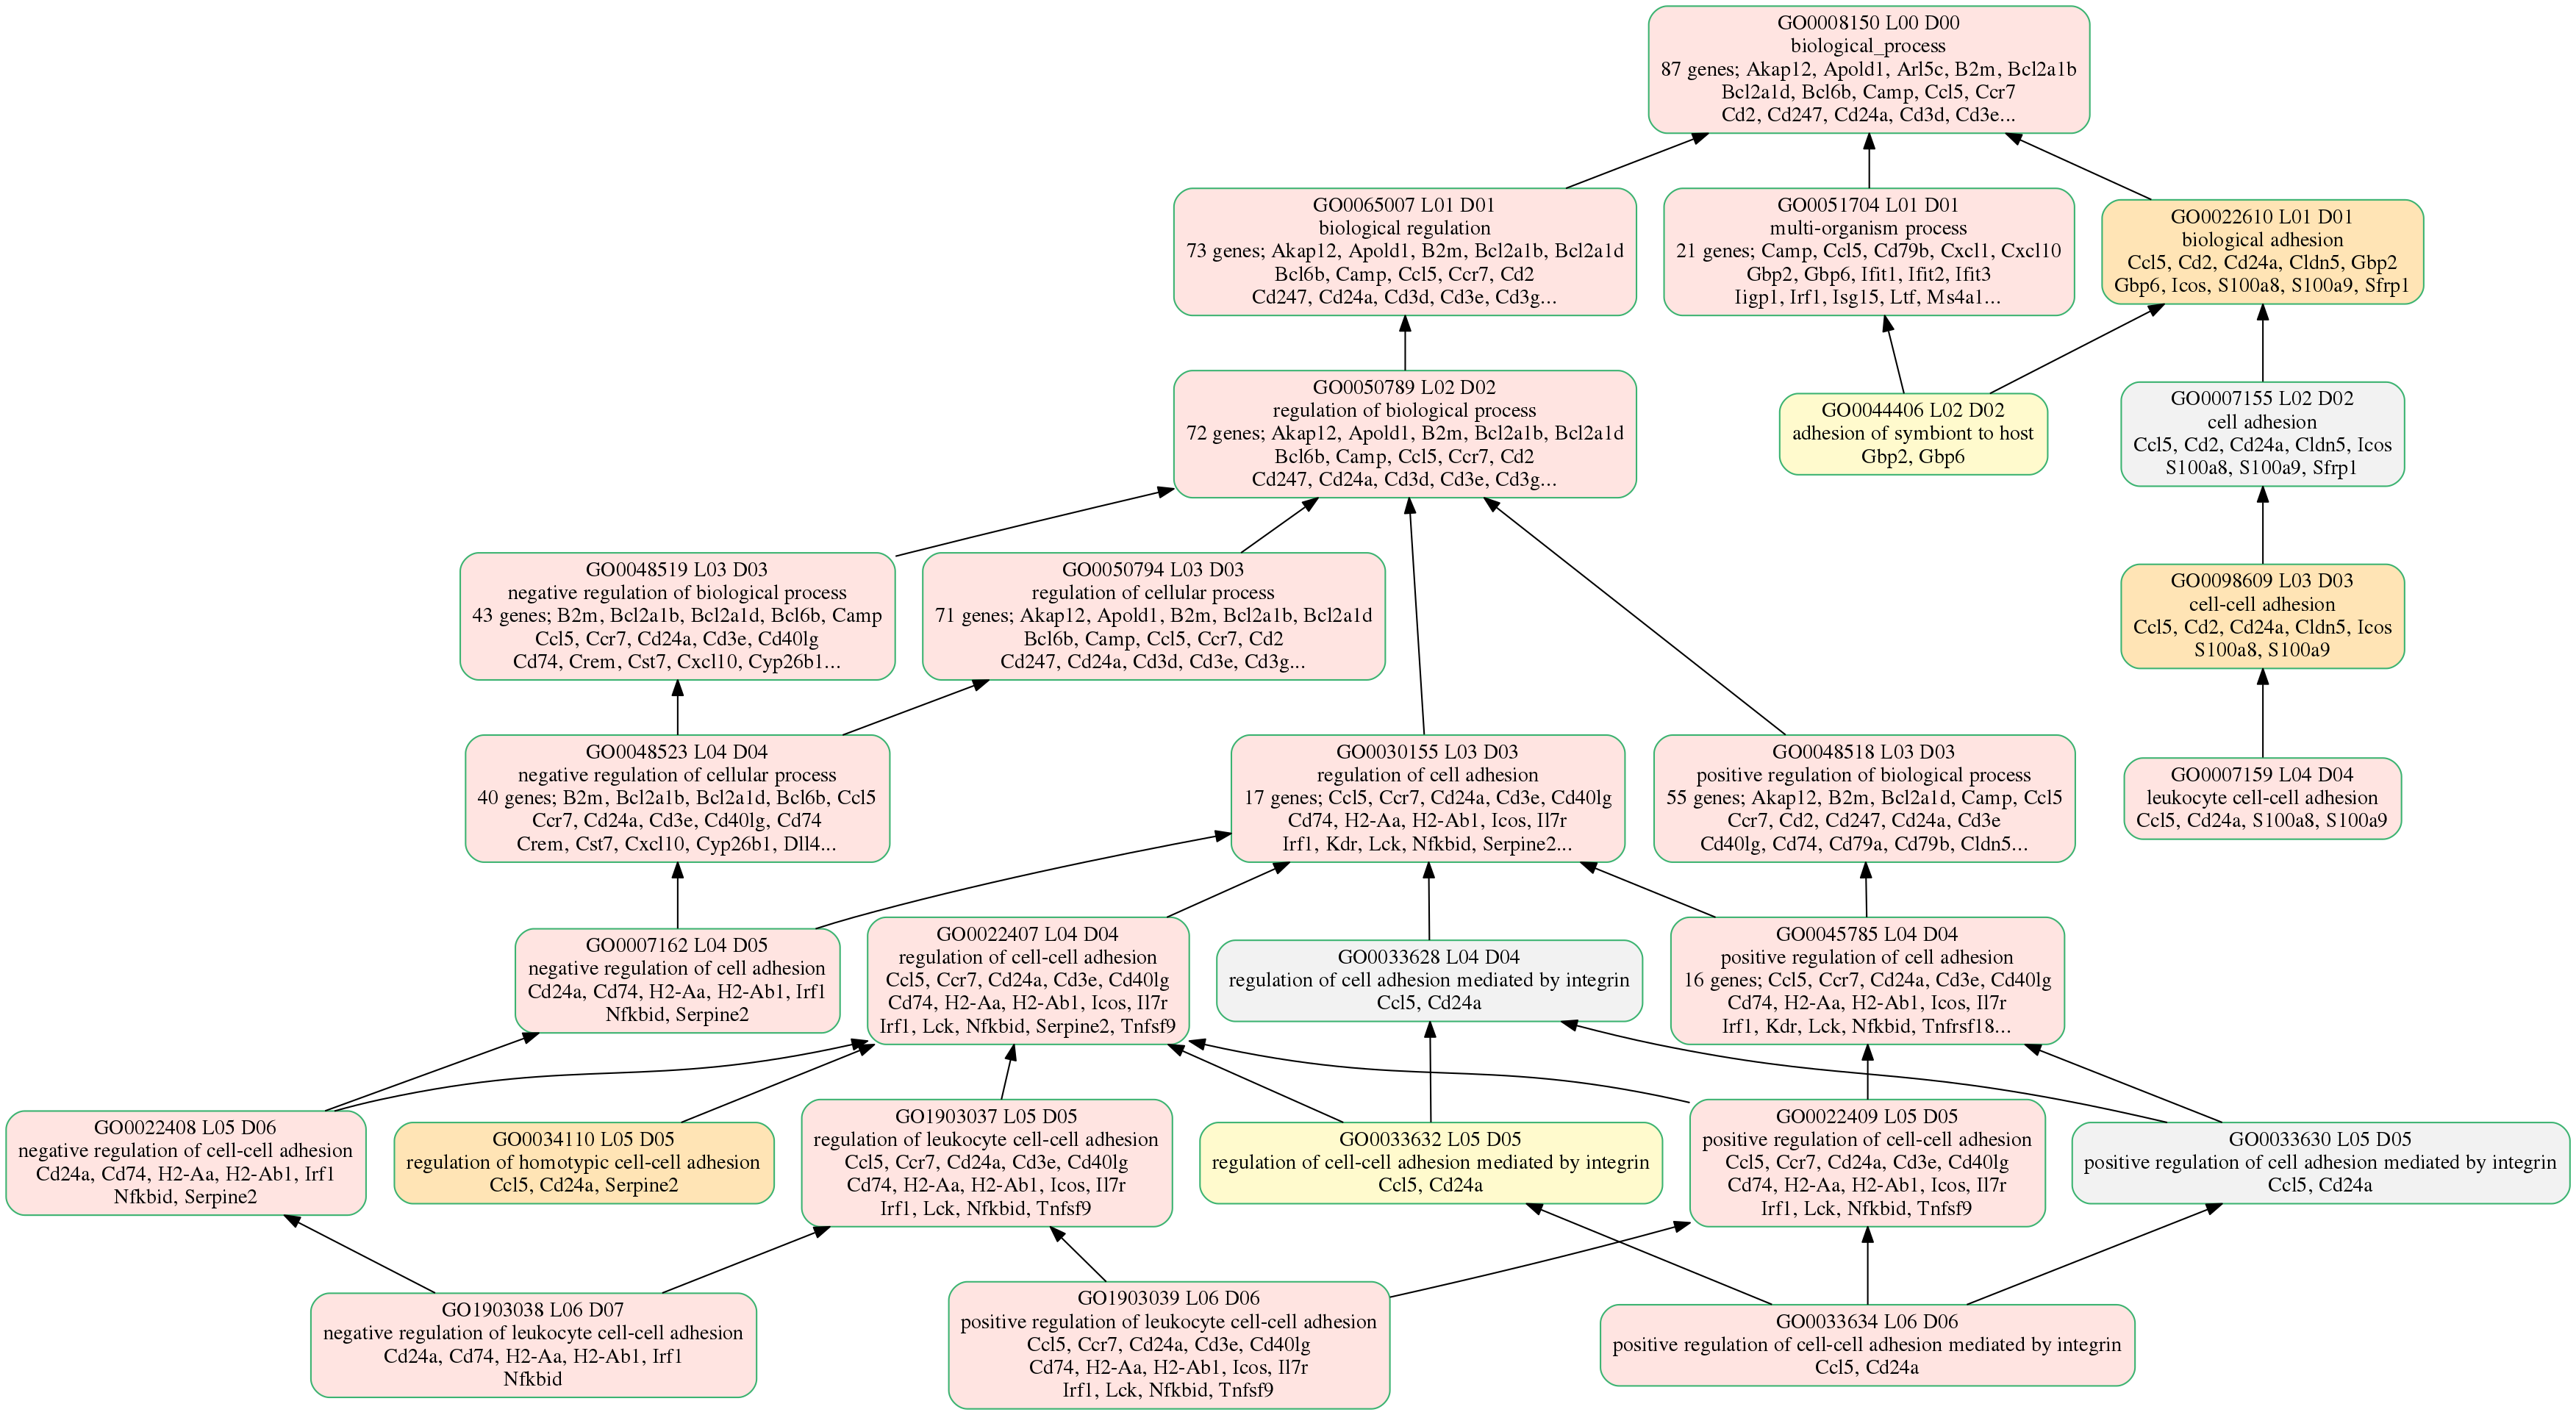 GO0008150 L00 D00
biological_process
87 genes; Akap12, Apold1, Arl5c, B2m, Bcl2a1b
Bcl2a1d, Bcl6b, Camp, Ccl5, Ccr7
Cd2, Cd247, Cd24a, Cd3d, Cd3e...
GO0065007 L01 D01
biological regulation
73 genes; Akap12, Apold1, B2m, Bcl2a1b, Bcl2a1d
Bcl6b, Camp, Ccl5, Ccr7, Cd2
Cd247, Cd24a, Cd3d, Cd3e, Cd3g...
GO0051704 L01 D01
multi-organism process
21 genes; Camp, Ccl5, Cd79b, Cxcl1, Cxcl10
Gbp2, Gbp6, Ifit1, Ifit2, Ifit3
Iigp1, Irf1, Isg15, Ltf, Ms4a1...
GO0022610 L01 D01
biological adhesion
Ccl5, Cd2, Cd24a, Cldn5, Gbp2
Gbp6, Icos, S100a8, S100a9, Sfrp1
GO0050789 L02 D02
regulation of biological process
72 genes; Akap12, Apold1, B2m, Bcl2a1b, Bcl2a1d
Bcl6b, Camp, Ccl5, Ccr7, Cd2
Cd247, Cd24a, Cd3d, Cd3e, Cd3g...
GO0044406 L02 D02
adhesion of symbiont to host
Gbp2, Gbp6
GO0007155 L02 D02
cell adhesion
Ccl5, Cd2, Cd24a, Cldn5, Icos
S100a8, S100a9, Sfrp1
GO0048519 L03 D03
negative regulation of biological process
43 genes; B2m, Bcl2a1b, Bcl2a1d, Bcl6b, Camp
Ccl5, Ccr7, Cd24a, Cd3e, Cd40lg
Cd74, Crem, Cst7, Cxcl10, Cyp26b1...
GO0050794 L03 D03
regulation of cellular process
71 genes; Akap12, Apold1, B2m, Bcl2a1b, Bcl2a1d
Bcl6b, Camp, Ccl5, Ccr7, Cd2
Cd247, Cd24a, Cd3d, Cd3e, Cd3g...
GO0098609 L03 D03
cell-cell adhesion
Ccl5, Cd2, Cd24a, Cldn5, Icos
S100a8, S100a9
GO0048523 L04 D04
negative regulation of cellular process
40 genes; B2m, Bcl2a1b, Bcl2a1d, Bcl6b, Ccl5
Ccr7, Cd24a, Cd3e, Cd40lg, Cd74
Crem, Cst7, Cxcl10, Cyp26b1, Dll4...
GO0030155 L03 D03
regulation of cell adhesion
17 genes; Ccl5, Ccr7, Cd24a, Cd3e, Cd40lg
Cd74, H2-Aa, H2-Ab1, Icos, Il7r
Irf1, Kdr, Lck, Nfkbid, Serpine2...
GO0048518 L03 D03
positive regulation of biological process
55 genes; Akap12, B2m, Bcl2a1d, Camp, Ccl5
Ccr7, Cd2, Cd247, Cd24a, Cd3e
Cd40lg, Cd74, Cd79a, Cd79b, Cldn5...
GO0007159 L04 D04
leukocyte cell-cell adhesion
Ccl5, Cd24a, S100a8, S100a9
GO0007162 L04 D05
negative regulation of cell adhesion
Cd24a, Cd74, H2-Aa, H2-Ab1, Irf1
Nfkbid, Serpine2
GO0022407 L04 D04
regulation of cell-cell adhesion
Ccl5, Ccr7, Cd24a, Cd3e, Cd40lg
Cd74, H2-Aa, H2-Ab1, Icos, Il7r
Irf1, Lck, Nfkbid, Serpine2, Tnfsf9
GO0033628 L04 D04
regulation of cell adhesion mediated by integrin
Ccl5, Cd24a
GO0045785 L04 D04
positive regulation of cell adhesion
16 genes; Ccl5, Ccr7, Cd24a, Cd3e, Cd40lg
Cd74, H2-Aa, H2-Ab1, Icos, Il7r
Irf1, Kdr, Lck, Nfkbid, Tnfrsf18...
GO0022408 L05 D06
negative regulation of cell-cell adhesion
Cd24a, Cd74, H2-Aa, H2-Ab1, Irf1
Nfkbid, Serpine2
GO0034110 L05 D05
regulation of homotypic cell-cell adhesion
Ccl5, Cd24a, Serpine2
GO1903037 L05 D05
regulation of leukocyte cell-cell adhesion
Ccl5, Ccr7, Cd24a, Cd3e, Cd40lg
Cd74, H2-Aa, H2-Ab1, Icos, Il7r
Irf1, Lck, Nfkbid, Tnfsf9
GO0033632 L05 D05
regulation of cell-cell adhesion mediated by integrin
Ccl5, Cd24a
GO0022409 L05 D05
positive regulation of cell-cell adhesion
Ccl5, Ccr7, Cd24a, Cd3e, Cd40lg
Cd74, H2-Aa, H2-Ab1, Icos, Il7r
Irf1, Lck, Nfkbid, Tnfsf9
GO0033630 L05 D05
positive regulation of cell adhesion mediated by integrin
Ccl5, Cd24a
GO1903038 L06 D07
negative regulation of leukocyte cell-cell adhesion
Cd24a, Cd74, H2-Aa, H2-Ab1, Irf1
Nfkbid
GO1903039 L06 D06
positive regulation of leukocyte cell-cell adhesion
Ccl5, Ccr7, Cd24a, Cd3e, Cd40lg
Cd74, H2-Aa, H2-Ab1, Icos, Il7r
Irf1, Lck, Nfkbid, Tnfsf9
GO0033634 L06 D06
positive regulation of cell-cell adhesion mediated by integrin
Ccl5, Cd24a